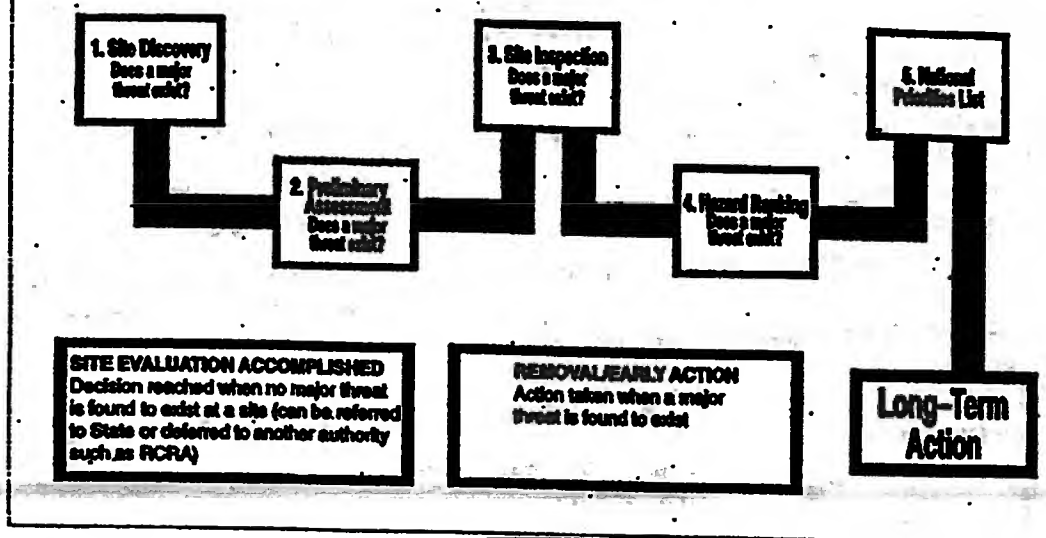 1. Site Discovery
Does a major
threat exist?
3. Site Inspection
Does a major
threat exist?
5. National
Priorities List
2. Preliminary
Assessment
Does a major
threat exist?
4. Hazard Ranking
Does a major
threat exist?
SITE EVALUATION ACCOMPLISHED
Decision reached when no major threat
is found to exist at a site (can be referred
to State or deferred to another authority
such as RCRA)
REMOVAL/EARLY ACTION
Action taken when a major
threat is found to exist
Long-Term
Action